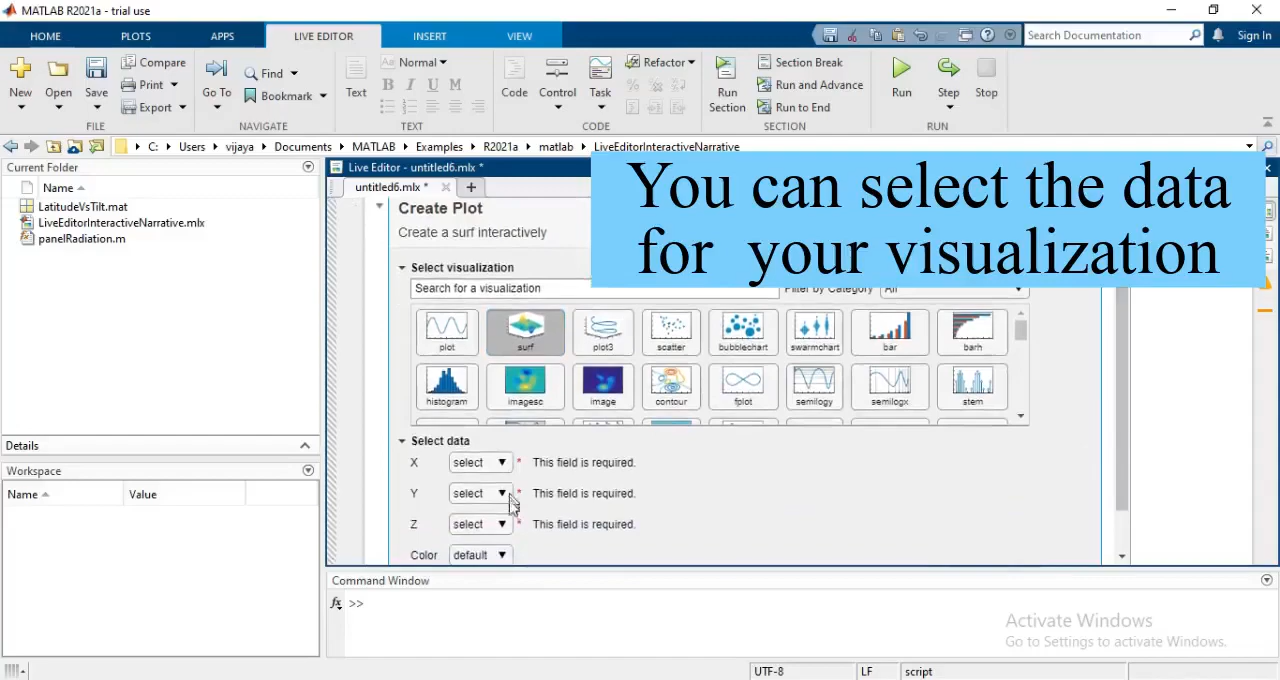 MATLAB R2021a - trial use
HOME PLOTS APPS LIVE EDITOR INSERT VIEW Search Documentation Sign In
New Open Save Compare Print Export
FILE
Go To Find Bookmark
NAVIGATE
Text Aa Normal
B I U M
TEXT
Code Control Task Refactor
CODE
Run Section Section Break Run and Advance Run to End
SECTION
Run Step Stop
RUN
C: Users vijaya Documents MATLAB Examples R2021a matlab LiveEditorInteractiveNarrative
Current Folder
Name
LatitudeVsTilt.mat
LiveEditorInteractiveNarrative.mlx
panelRadiation.m
Details
Workspace
Name Value
Live Editor - untitled6.mlx *
untitled6.mlx *
You can select the data
for your visualization
Create Plot
Create a surf interactively
Select visualization
Search for a visualization Filter by Category All
plot surf plot3 scatter bubblechart swarmchart bar barh
histogram imagesc image contour fplot semilogy semilogx stem
Select data
X select * This field is required.
Y select * This field is required.
Z select * This field is required.
Color default
Command Window
fx >>
Activate Windows
Go to Settings to activate Windows.
UTF-8 LF script